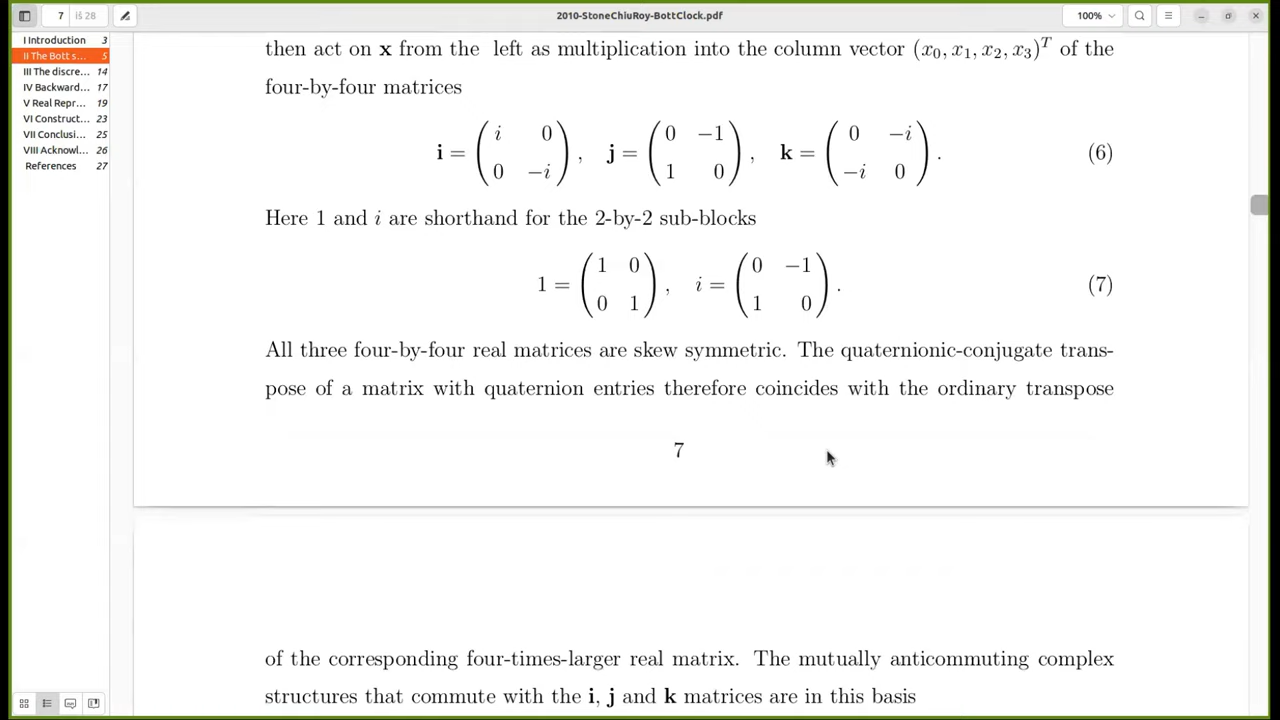 7 iš 28
2010-StoneChiuRoy-BottClock.pdf
100%
I Introduction 3
II The Bott s... 5
III The discre... 14
IV Backward... 17
V Real Repr... 19
VI Construct... 23
VII Conclusi... 25
VIII Acknowl... 26
References 27
then act on x from the left as multiplication into the column vector (x₀, x₁, x₂, x₃)ᵀ of the
four-by-four matrices
i = ( i 0 ; 0 −i ) , j = ( 0 −1 ; 1 0 ) , k = ( 0 −i ; −i 0 ) . (6)
Here 1 and i are shorthand for the 2-by-2 sub-blocks
1 = ( 1 0 ; 0 1 ) , i = ( 0 −1 ; 1 0 ) . (7)
All three four-by-four real matrices are skew symmetric. The quaternionic-conjugate trans-
pose of a matrix with quaternion entries therefore coincides with the ordinary transpose
7
of the corresponding four-times-larger real matrix. The mutually anticommuting complex
structures that commute with the i, j and k matrices are in this basis